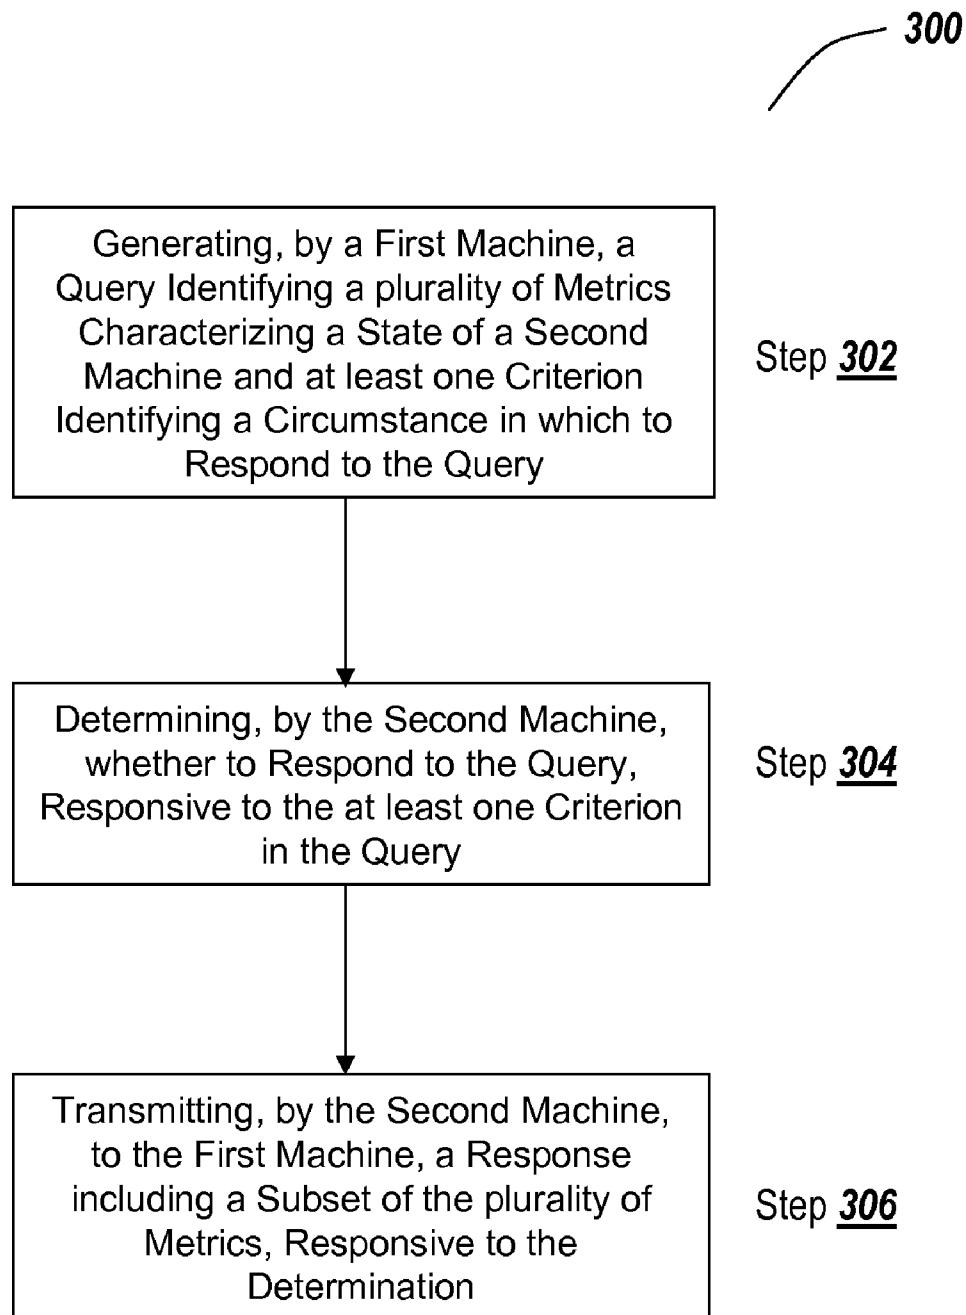 300
Generating, by a First Machine, a
Query Identifying a plurality of Metrics
Characterizing a State of a Second
Machine and at least one Criterion
Identifying a Circumstance in which to
Respond to the Query
Step 302
Determining, by the Second Machine,
whether to Respond to the Query,
Responsive to the at least one Criterion
in the Query
Step 304
Transmitting, by the Second Machine,
to the First Machine, a Response
including a Subset of the plurality of
Metrics, Responsive to the
Determination
Step 306